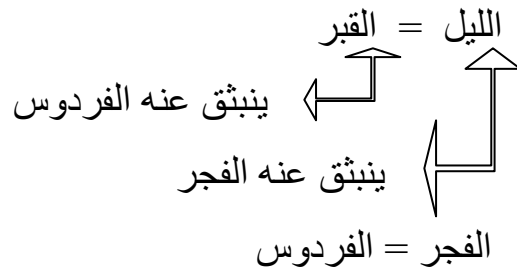 الليل = القبر
ينبثق عنه الفردوس
ينبثق عنه الفجر
الفجر = الفردوس